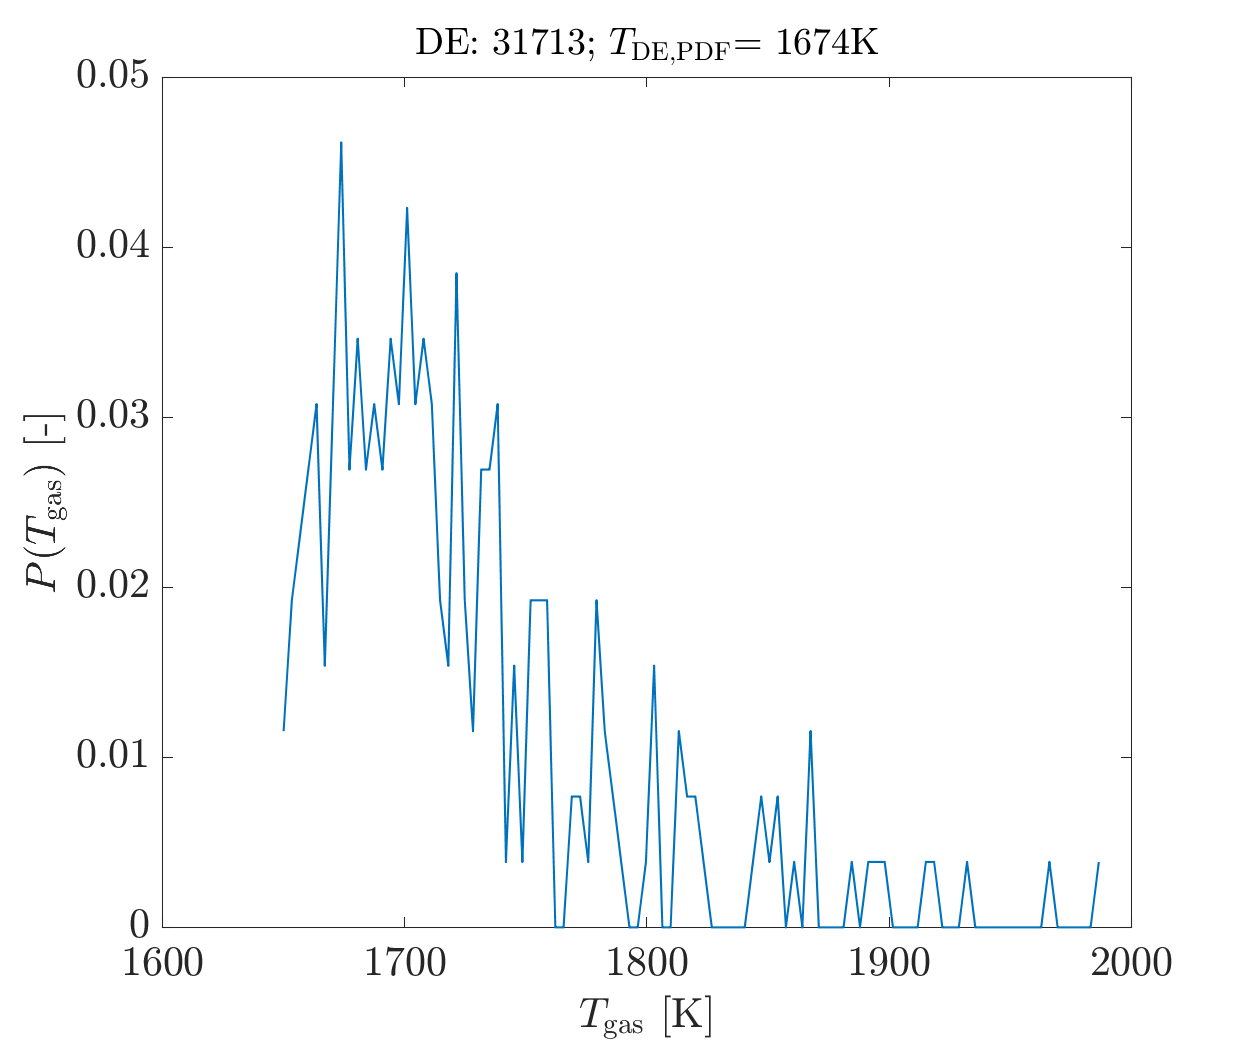 DE: 31713; T_DE,PDF= 1674K
0.05
0.04
0.03
0.02
0.01
0
P(T_gas) [-]
1600 1700 1800 1900 2000
T_gas [K]